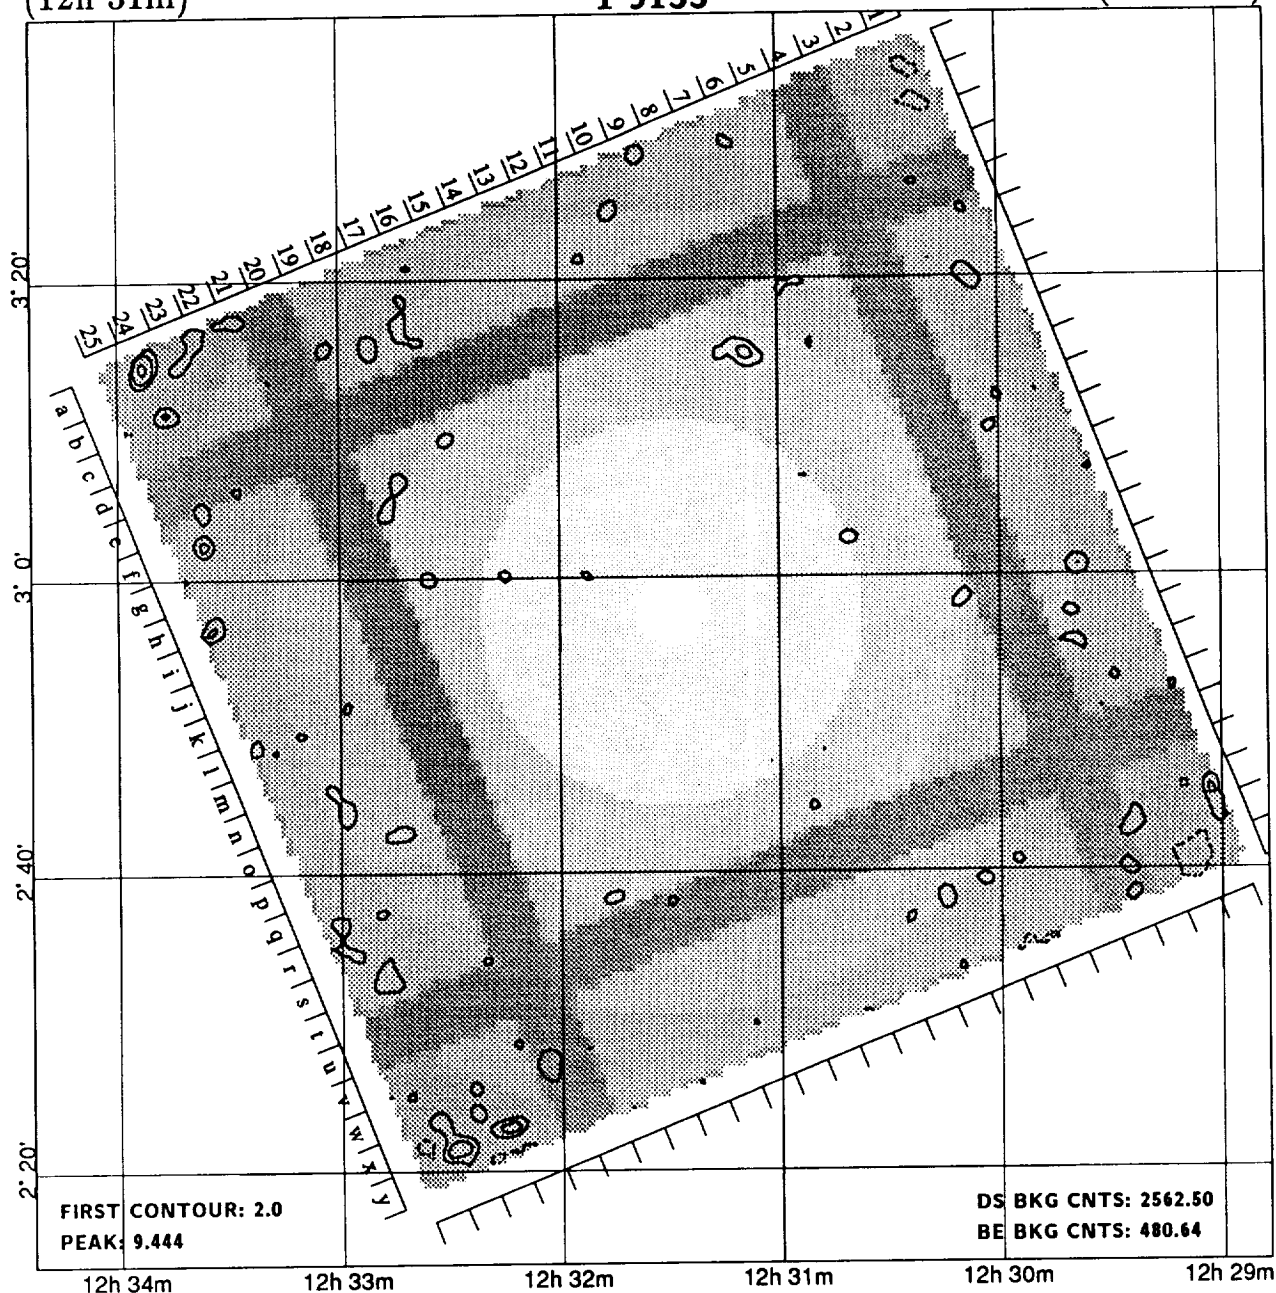 (12h 31m)
1 2 3 4 5 6 7 8 9 10 11 12 13 14 15 16 17 18 19 20 21 22 23 24 25
3° 20'
a b c d e f g h i j k l m n o p q r s t u v w x y
3° 0'
2° 40'
2° 20'
FIRST CONTOUR: 2.0
PEAK: 9.444
DS BKG CNTS: 2562.50
BE BKG CNTS: 480.64
12h 34m 12h 33m 12h 32m 12h 31m 12h 30m 12h 29m